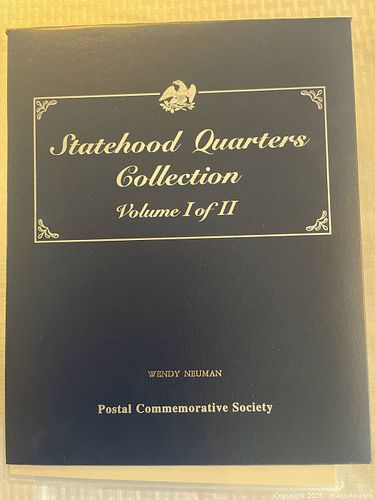 Statehood Quarters
Collection
Volume I of II
WENDY NEUMAN
Postal Commemorative Society